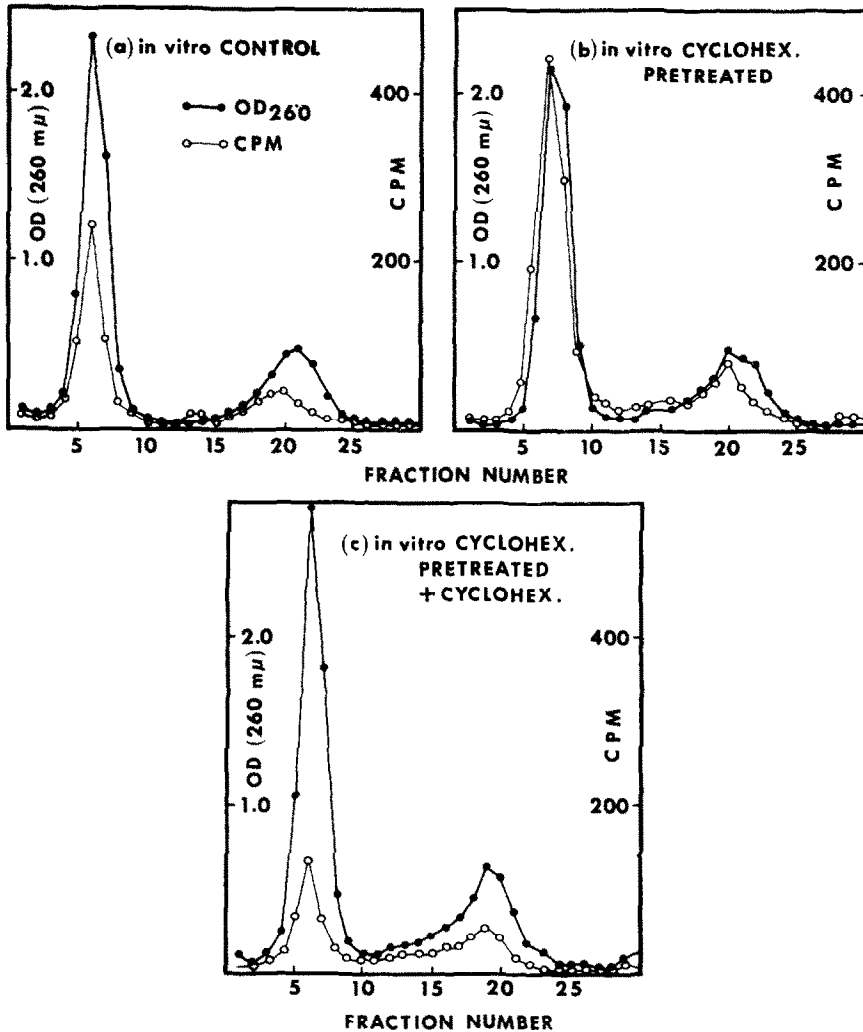 (a) in vitro CONTROL
OD260
CPM
OD (260 mμ)
2.0
1.0
CPM
400
200
5 10 15 20 25
(b) in vitro CYCLOHEX.
PRETREATED
OD (260 mμ)
2.0
1.0
CPM
400
200
5 10 15 20 25
FRACTION NUMBER
(c) in vitro CYCLOHEX.
PRETREATED
+CYCLOHEX.
OD (260 mμ)
2.0
1.0
CPM
400
200
5 10 15 20 25
FRACTION NUMBER